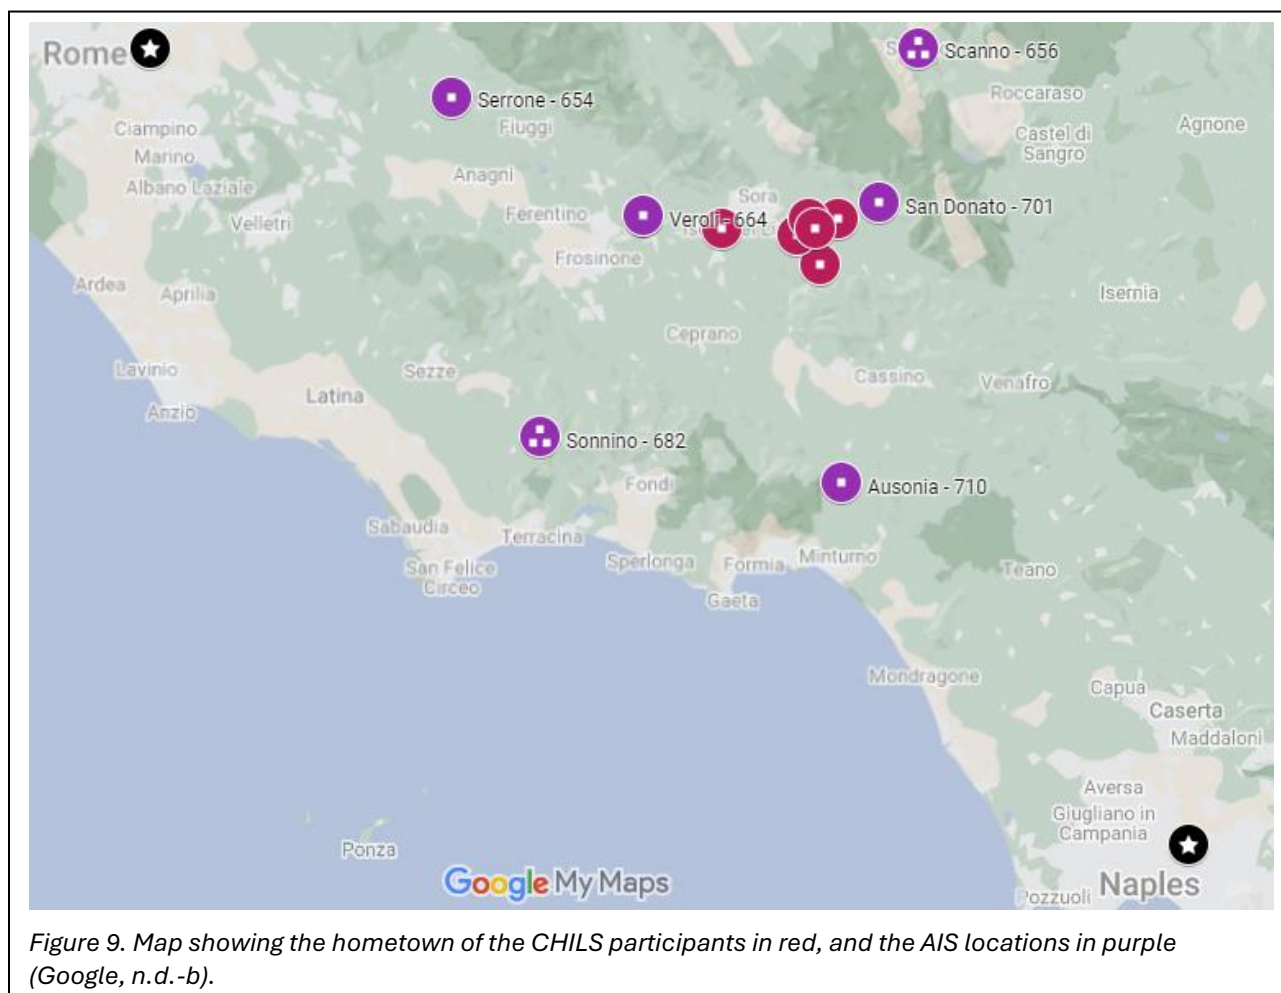 Rome
Scanno - 656
Serrone - 654
Roccaraso
Fiuggi
Ciampino
Agnone
Castel di
Sangro
Marino
Anagni
Albano Laziale
Sora
Velletri
Ferentino
Veroli - 664
San Donato - 701
Frosinone
Ardea
Aprilia
Isernia
Ceprano
Lavinio
Sezze
Cassino
Venafro
Latina
Anzio
Sonnino - 682
Fondi
Ausonia - 710
Sabaudia
Terracina
Sperlonga
Formia
Minturno
San Felice
Circeo
Teano
Gaeta
Mondragone
Capua
Caserta
Maddaloni
Aversa
Giugliano in
Campania
Ponza
Google My Maps
Naples
Pozzuoli
Figure 9. Map showing the hometown of the CHILS participants in red, and the AIS locations in purple
(Google, n.d.-b).